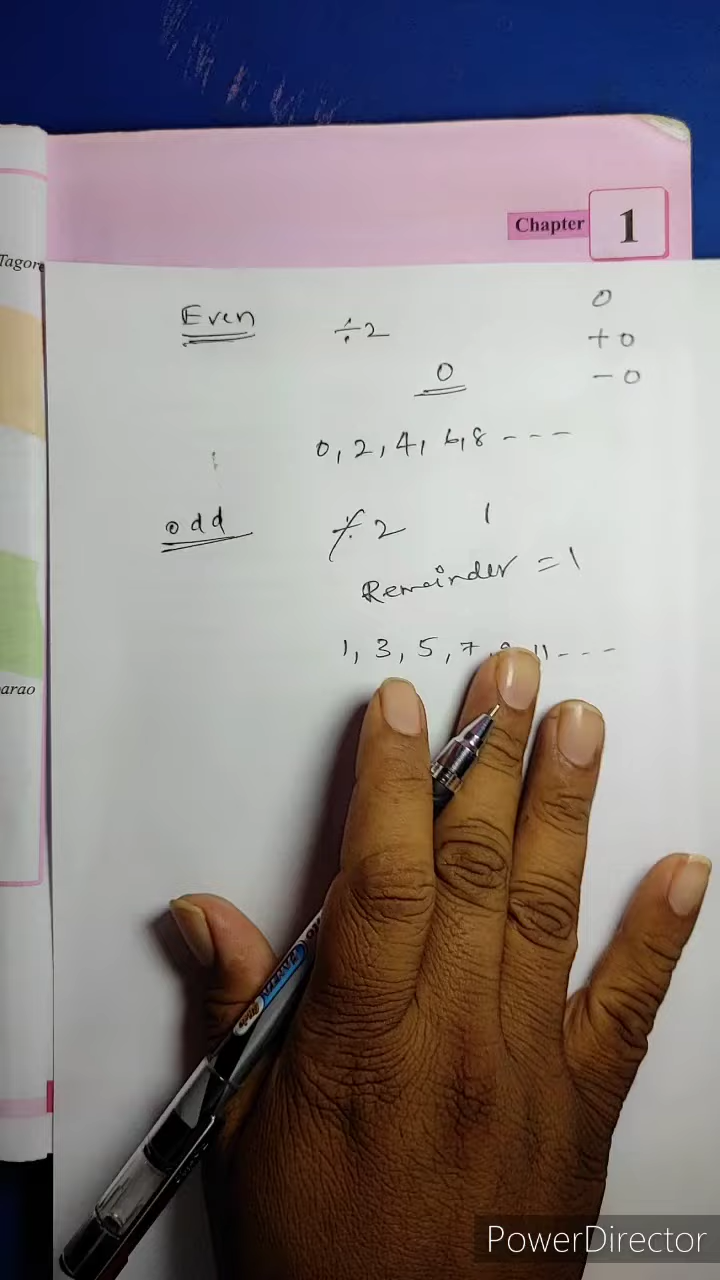 Tagore
Chapter 1
Even ÷2 0
+0
0 -0
0, 2, 4, 6, 8 ---
odd ÷2 1
Remainder = 1
1, 3, 5, 7, 9, 11 ---
arao
PowerDirector